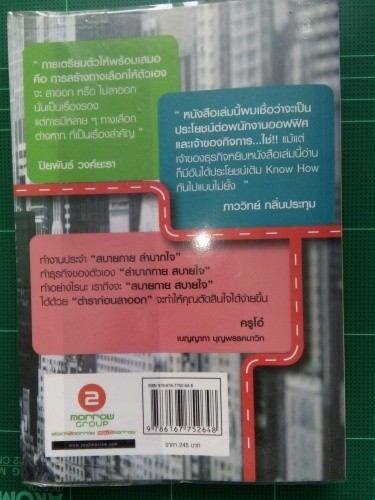 " การเตรียมตัวให้พร้อมเสมอ
คือ การสร้างทางเลือกให้ตัวเอง
จะ ลาออก หรือ ไม่ลาออก
นั่นเป็นเรื่องรอง
แต่การมีหลาย ๆ ทางเลือก
ต่างหาก ที่เป็นเรื่องสำคัญ "
ปิยพันธ์ วงศ์ยะรา
" หนังสือเล่มนี้ผมเชื่อว่าจะเป็น
ประโยชน์ต่อพนักงานออฟฟิศ
และเจ้าของกิจการ...ใช่!! แม้แต่
เจ้าของธุรกิจหยิบหนังสือเล่มนี้อ่าน
ก็มีอันได้ประโยชน์เติม Know How
กันไปแบบไม่ยั้ง "
ภาววิทย์ กลิ่นประทุม
ทำงานประจำ "สบายกาย ลำบากใจ"
ทำธุรกิจของตัวเอง "ลำบากกาย สบายใจ"
ทำอย่างไรนะ เราถึงจะ "สบายกาย สบายใจ"
ได้ด้วย "ตำราก่อนลาออก" จะทำให้คุณตัดสินใจได้ง่ายขึ้น
ครูโอ๋
เบญญาภา บุญพรรคนาวิก
2
MORROW
GROUP
stock2morrow
www.yes2morrow.com
ISBN 978-616-7752-64-8
9 786167 752648
ราคา 245 บาท